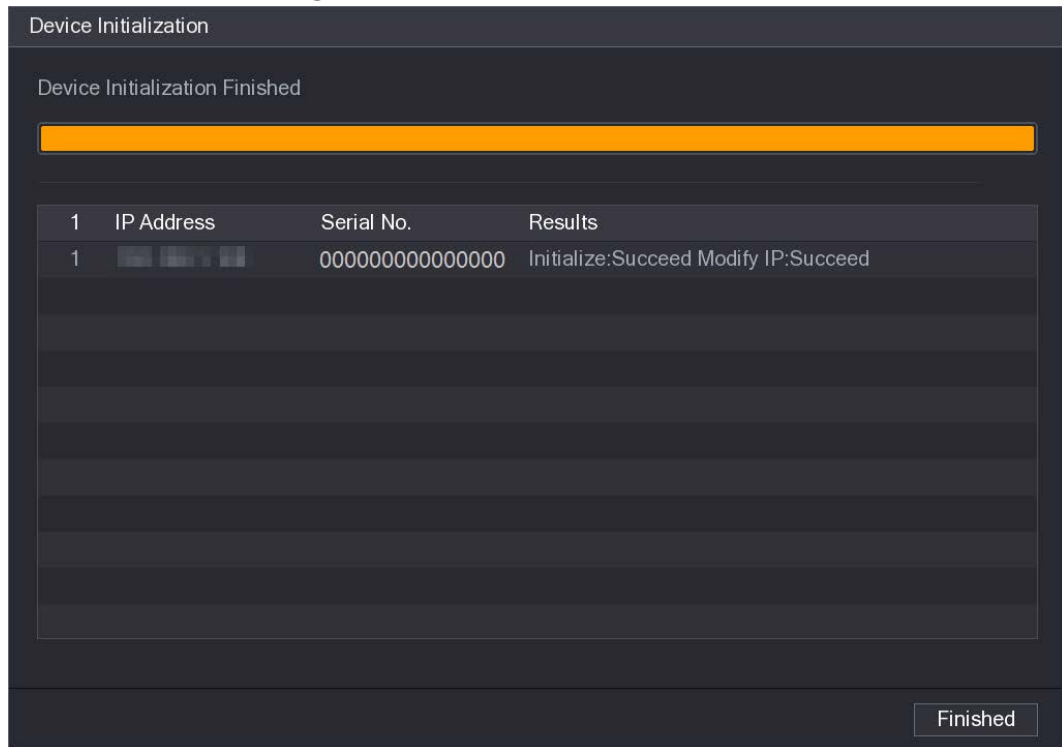 Device Initialization
Device Initialization Finished
1 IP Address Serial No. Results
1 000000000000000 Initialize:Succeed Modify IP:Succeed
Finished